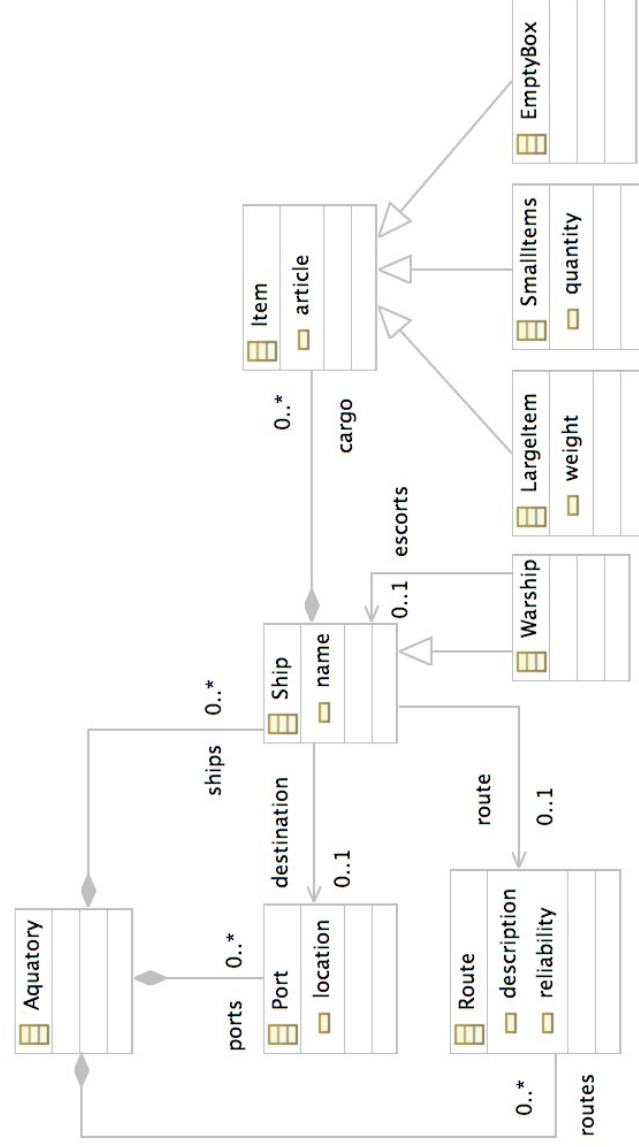 Aquatory
ships
0..*
ports
0..*
Port
location
destination
0..1
Ship
name
0..*
cargo
Item
article
Route
description
reliability
0..*
routes
route
0..1
0..1
escorts
Warship
LargeItem
weight
SmallItems
quantity
EmptyBox